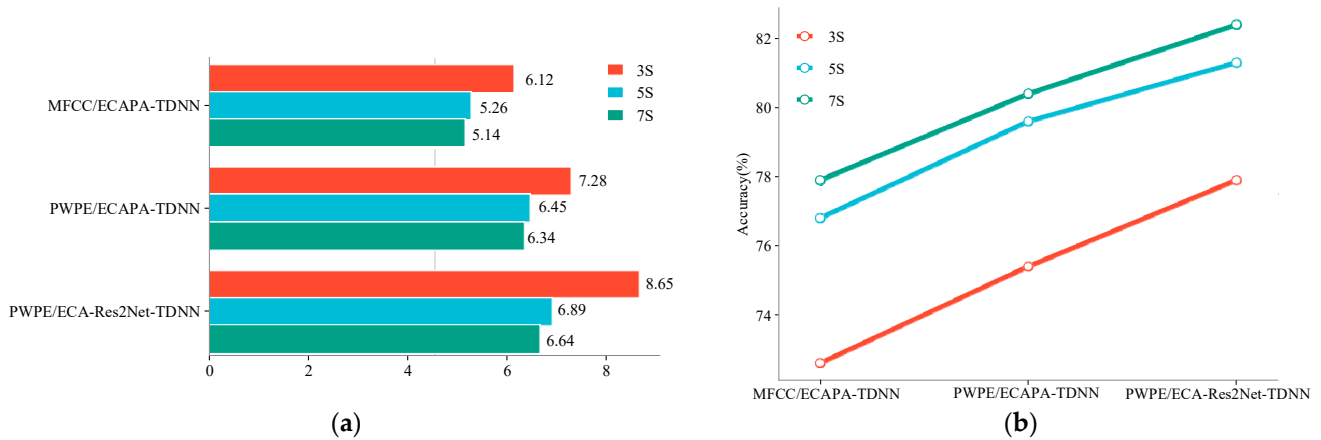 3S
5S
7S
MFCC/ECAPA-TDNN
6.12
5.26
5.14
PWPE/ECAPA-TDNN
7.28
6.45
6.34
PWPE/ECA-Res2Net-TDNN
8.65
6.89
6.64
0
2
4
6
8
(a)
Accuracy(%)
82
80
78
76
74
3S
5S
7S
MFCC/ECAPA-TDNN
PWPE/ECAPA-TDNN
PWPE/ECA-Res2Net-TDNN
(b)